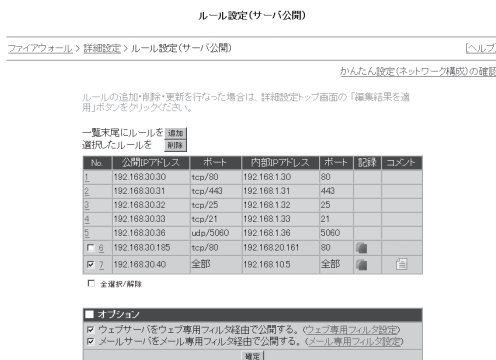 ルール設定(サーバ公開)
ファイアウォール > 詳細設定 > ルール設定(サーバ公開) [ヘルプ]
かんたん設定(ネットワーク構成)の確認
ルールの追加・削除・更新を行なった場合は、詳細設定トップ画面の「編集結果を適
用」ボタンをクリックください。
一覧末尾にルールを 追加
選択したルールを 削除
No. 公開IPアドレス ポート 内部IPアドレス ポート 記録 コメント
1 192.168.30.30 tcp/80 192.168.1.30 80
2 192.168.30.31 tcp/443 192.168.1.31 443
3 192.168.30.32 tcp/25 192.168.1.32 25
4 192.168.30.33 tcp/21 192.168.1.33 21
5 192.168.30.36 udp/5060 192.168.1.36 5060
6 192.168.30.185 tcp/80 192.168.20.161 80
7 192.168.30.40 全部 192.168.10.5 全部
全選択/解除
■ オプション
ウェブサーバをウェブ専用フィルタ経由で公開する。(ウェブ専用フィルタ設定)
メールサーバをメール専用フィルタ経由で公開する。(メール専用フィルタ設定)
確定